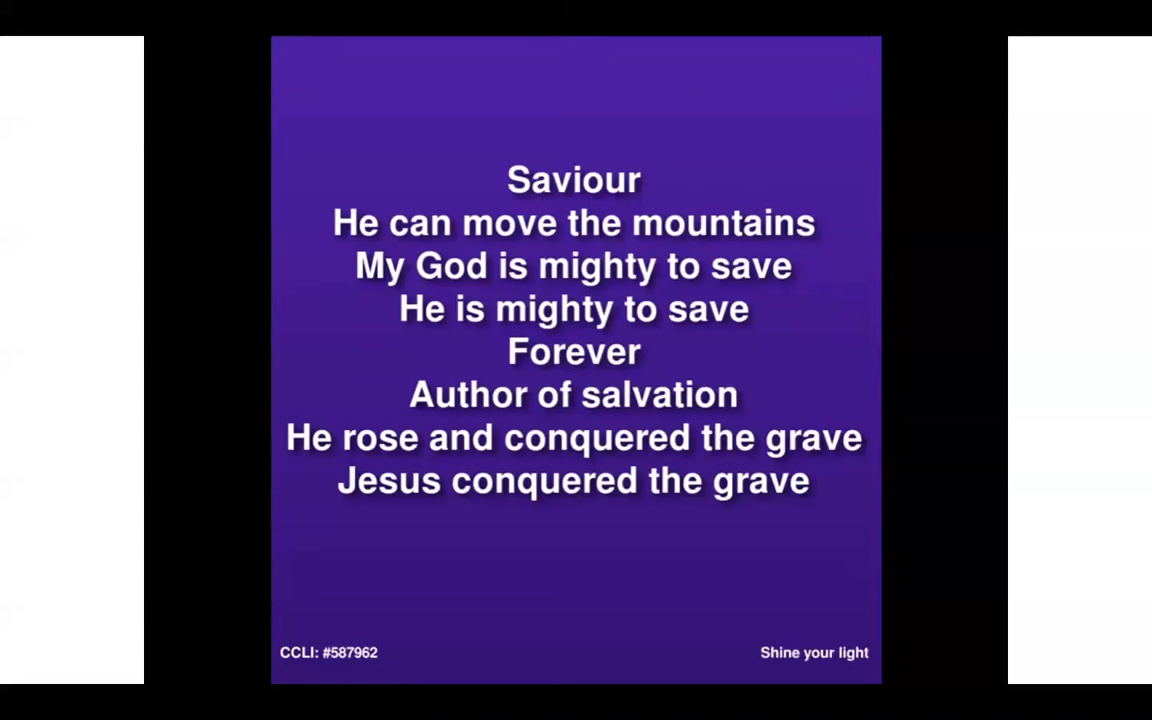 Saviour
He can move the mountains
My God is mighty to save
He is mighty to save
Forever
Author of salvation
He rose and conquered the grave
Jesus conquered the grave
CCLI: #587962
Shine your light